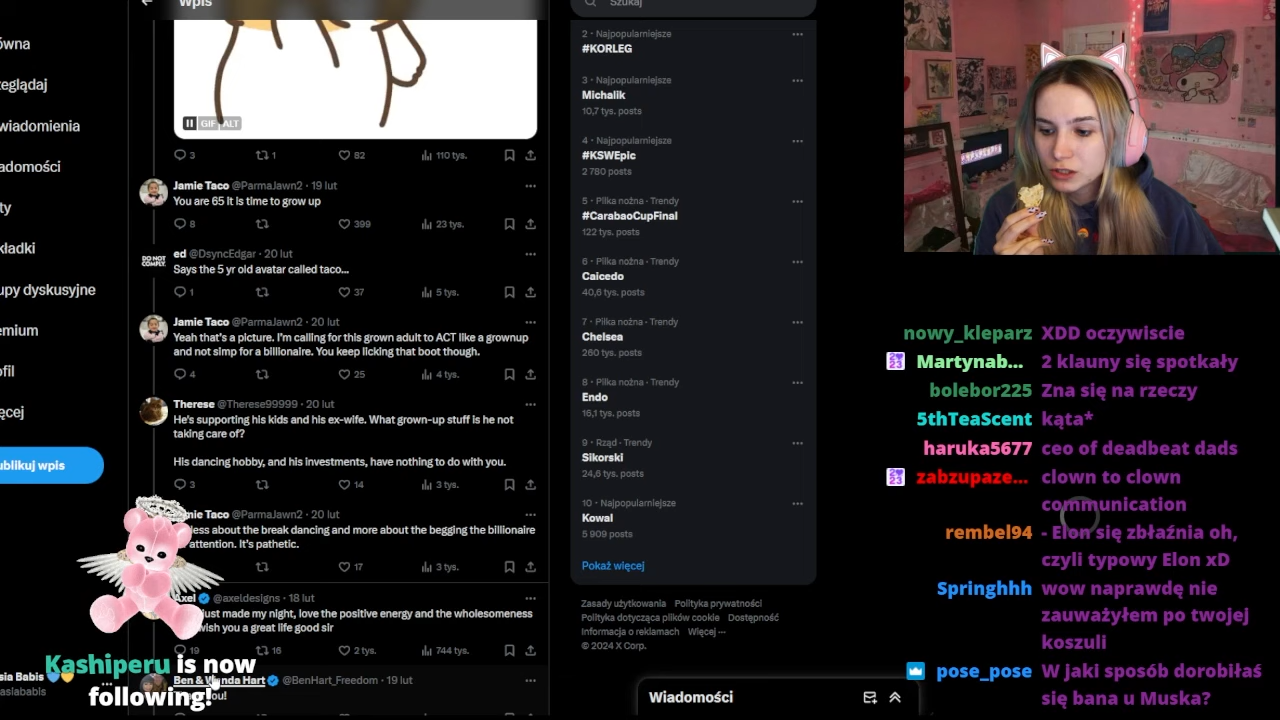 Wpis
ówna
zeglądaj
wiadomienia
adomości
ty
kładki
upy dyskusyjne
emium
ofil
ęcej
ublikuj wpis
GIF ALT
3 1 82 110 tys.
Jamie Taco @ParmaJawn2 · 19 lut
You are 65 it is time to grow up
8 399 23 tys.
DO NOT COMPLY.
ed @DsyncEdgar · 20 lut
Says the 5 yr old avatar called taco...
1 37 5 tys.
Jamie Taco @ParmaJawn2 · 20 lut
Yeah that's a picture. I'm calling for this grown adult to ACT like a grownup
and not simp for a billionaire. You keep licking that boot though.
4 25 4 tys.
Therese @Therese99999 · 20 lut
He's supporting his kids and his ex-wife. What grown-up stuff is he not
taking care of?
His dancing hobby, and his investments, have nothing to do with you.
3 14 3 tys.
mie Taco @ParmaJawn2 · 20 lut
less about the break dancing and more about the begging the billionaire
attention. It's pathetic.
17 3 tys.
Axel @axeldesigns · 18 lut
just made my night, love the positive energy and the wholesomeness
wish you a great life good sir
19 16 2 tys. 744 tys.
Ben & Wynda Hart @BenHart_Freedom · 19 lut
you!
sia Babis
asiababis
Kashiperu is now
following!
Szukaj
2 · Najpopularniejsze
#KORLEG
3 · Najpopularniejsze
Michalik
10,7 tys. posts
4 · Najpopularniejsze
#KSWEpic
2 780 posts
5 · Piłka nożna · Trendy
#CarabaoCupFinal
122 tys. posts
6 · Piłka nożna · Trendy
Caicedo
40,6 tys. posts
7 · Piłka nożna · Trendy
Chelsea
260 tys. posts
8 · Piłka nożna · Trendy
Endo
16,1 tys. posts
9 · Rząd · Trendy
Sikorski
24,6 tys. posts
10 · Najpopularniejsze
Kowal
5 909 posts
Pokaż więcej
Zasady użytkowania Polityka prywatności
Polityka dotycząca plików cookie Dostępność
Informacja o reklamach Więcej ···
© 2024 X Corp.
Wiadomości
nowy_kleparz XDD oczywiscie
Martynab... 2 klauny się spotkały
bolebor225 Zna się na rzeczy
5thTeaScent kąta*
haruka5677 ceo of deadbeat dads
zabzupaze... clown to clown
communication
rembel94 - Elon się zbłaźnia oh,
czyli typowy Elon xD
Springhhh wow naprawdę nie
zauważyłem po twojej
koszuli
pose_pose W jaki sposób dorobiłaś
się bana u Muska?